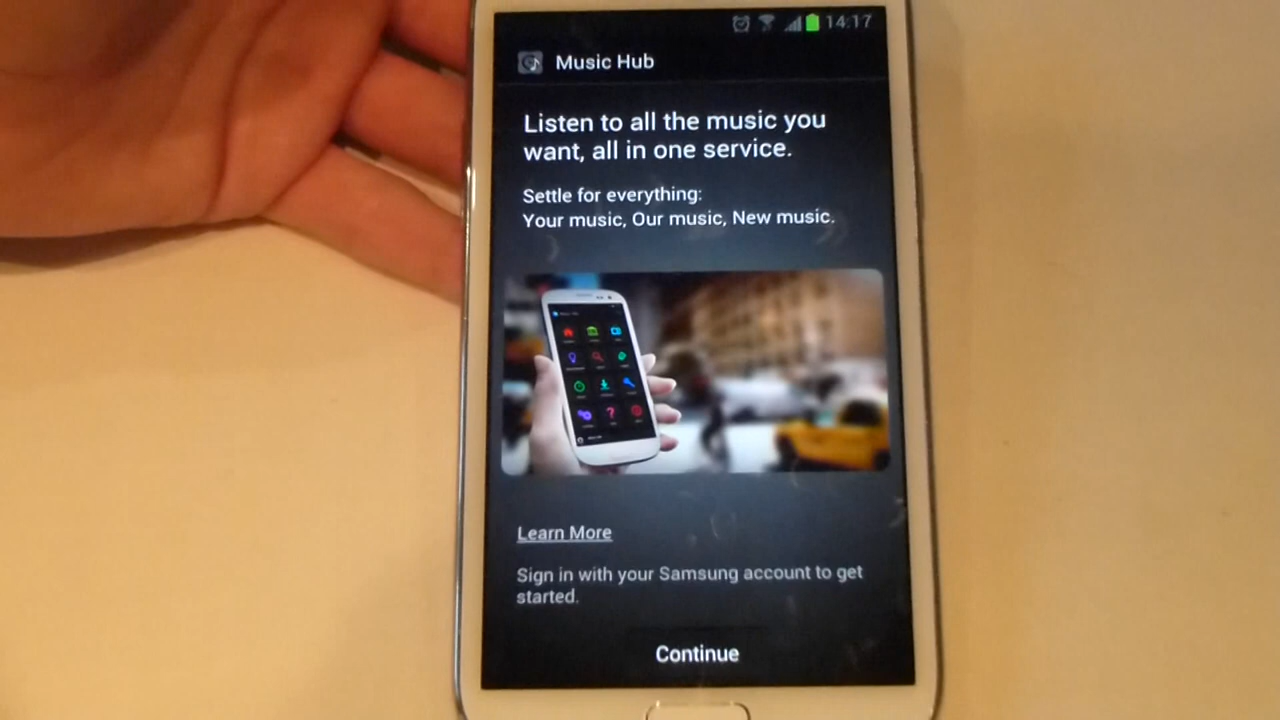 14:17
Music Hub
Listen to all the music you
want, all in one service.
Settle for everything:
Your music, Our music, New music.
Learn More
Sign in with your Samsung account to get
started.
Continue